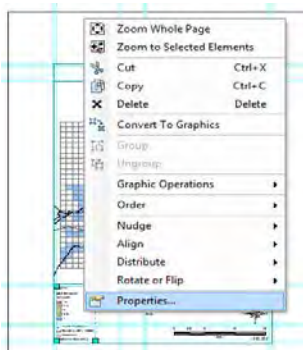 Zoom Whole Page
Zoom to Selected Elements
Cut Ctrl+X
Copy Ctrl+C
Delete Delete
Convert To Graphics
Group
Ungroup
Graphic Operations
Order
Nudge
Align
Distribute
Rotate or Flip
Properties...